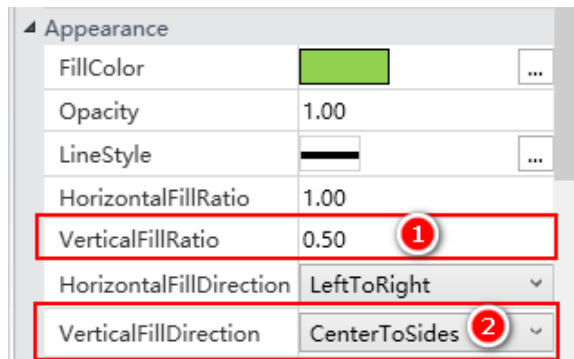 Appearance
FillColor ...
Opacity 1.00
LineStyle ...
HorizontalFillRatio 1.00
VerticalFillRatio 0.50 1
HorizontalFillDirection LeftToRight
VerticalFillDirection CenterToSides 2